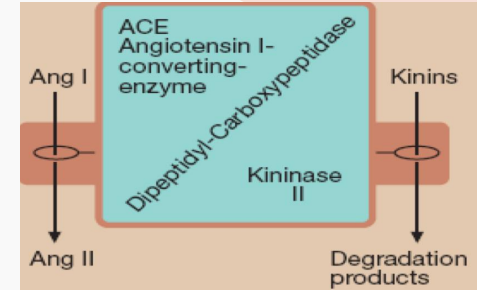 ACE
Angiotensin I-
converting-
enzyme
Ang I
Kinins
Dipeptidyl-Carboxypeptidase
Kininase
II
Ang II
Degradation
products